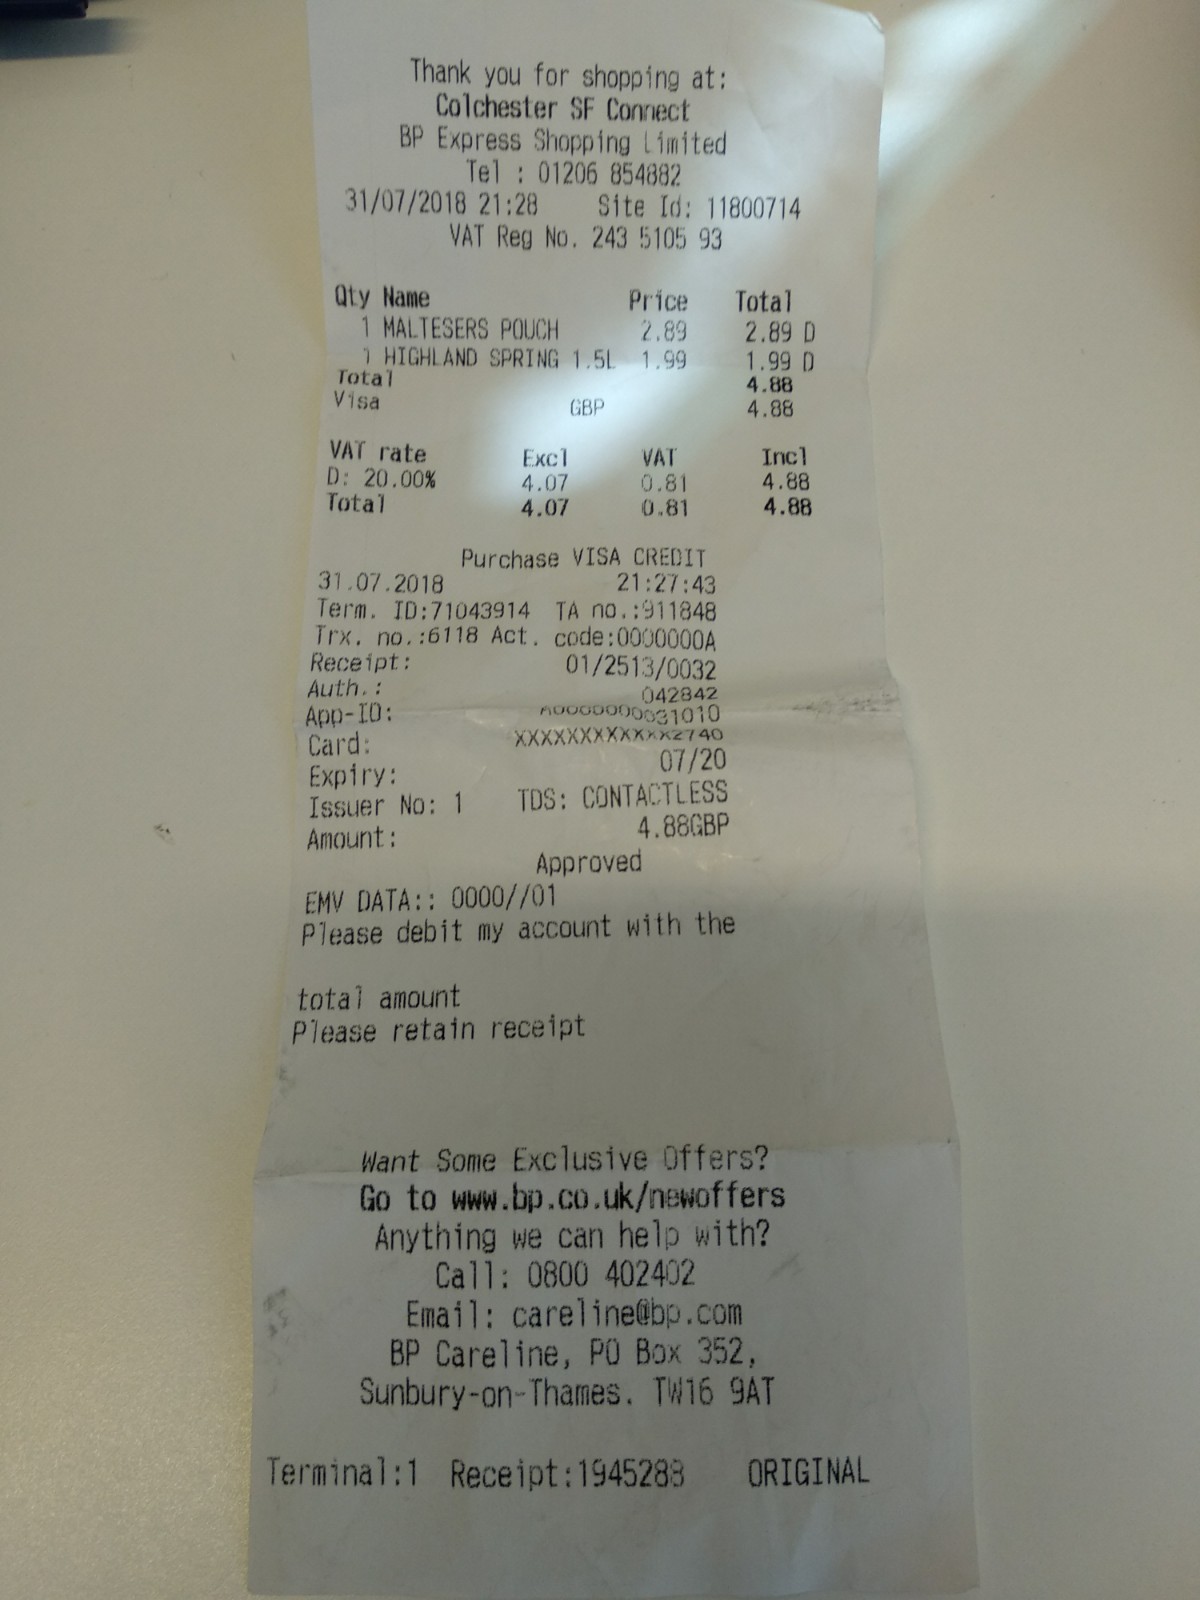 Thank you for shopping at:
Colchester SF Connect
BP Express Shopping Limited
Tel : 01206 854882
31/07/2018 21:28 Site Id: 11800714
VAT Reg No. 243 5105 93
Qty Name Price Total
1 MALTESERS POUCH 2.89 2.89 D
1 HIGHLAND SPRING 1.5L 1.99 1.99 D
Total 4.88
Visa GBP 4.88
VAT rate Excl VAT Incl
D: 20.00% 4.07 0.81 4.88
Total 4.07 0.81 4.88
Purchase VISA CREDIT
31.07.2018 21:27:43
Term. ID:71043914 TA no.:911848
Trx. no.:6118 Act. code:0000000A
Receipt: 01/2513/0032
Auth.: 042842
App-ID:
Card: XXXXXXXXXXXX2740
Expiry: 07/20
Issuer No: 1 TDS: CONTACTLESS
Amount: 4.88GBP
Approved
EMV DATA:: 0000//01
Please debit my account with the
total amount
Please retain receipt
Want Some Exclusive Offers?
Go to www.bp.co.uk/newoffers
Anything we can help with?
Call: 0800 402402
Email: careline@bp.com
BP Careline, PO Box 352,
Sunbury-on-Thames. TW16 9AT
Terminal:1 Receipt:1945288 ORIGINAL